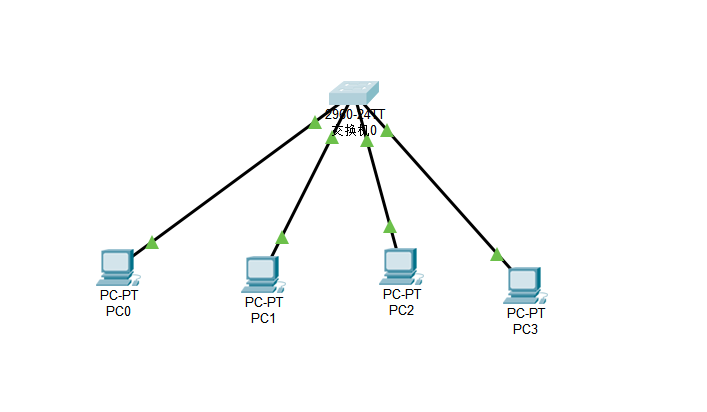 2960-24TT
交换机0
PC-PT
PC0
PC-PT
PC1
PC-PT
PC2
PC-PT
PC3